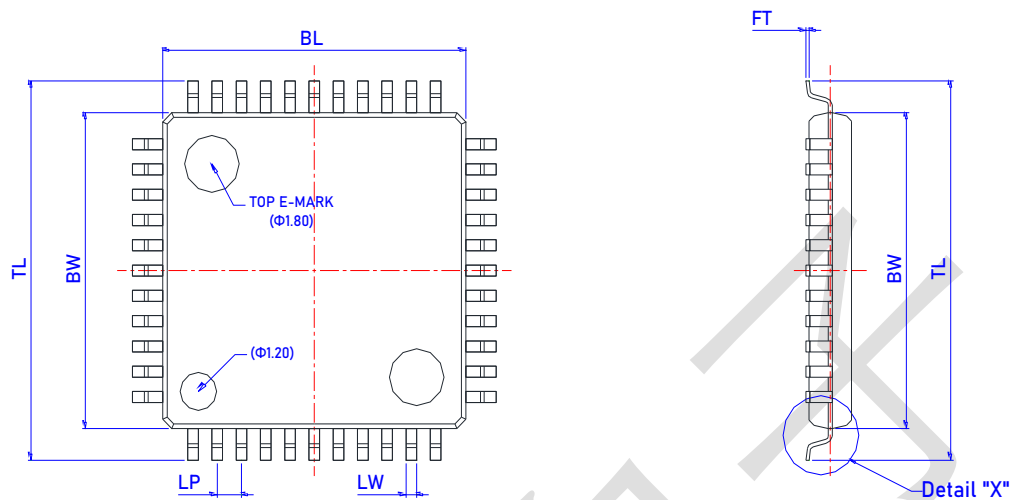 BL
FT
TL
BW
TOP E-MARK
(Φ1.80)
BW
TL
(Φ1.20)
LP
LW
Detail "X"